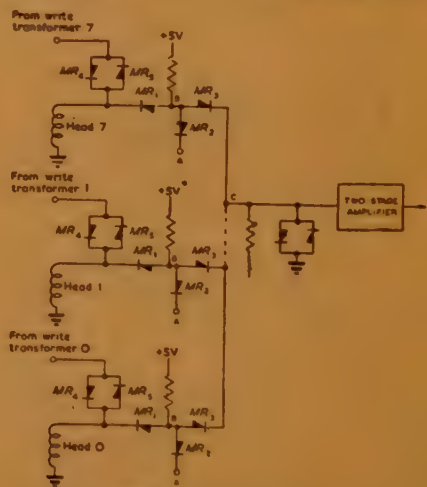 From write
transformer 7
+5V
MR4 MR5
MR3
MR1 B
MR2
Head 7
A
From write
transformer 1
+5V
C
TWO-STAGE
AMPLIFIER
MR4 MR5
MR3
MR1 B
MR2
Head 1
A
From write
transformer 0
+5V
MR4 MR5
MR3
MR1 B
MR2
Head 0
A